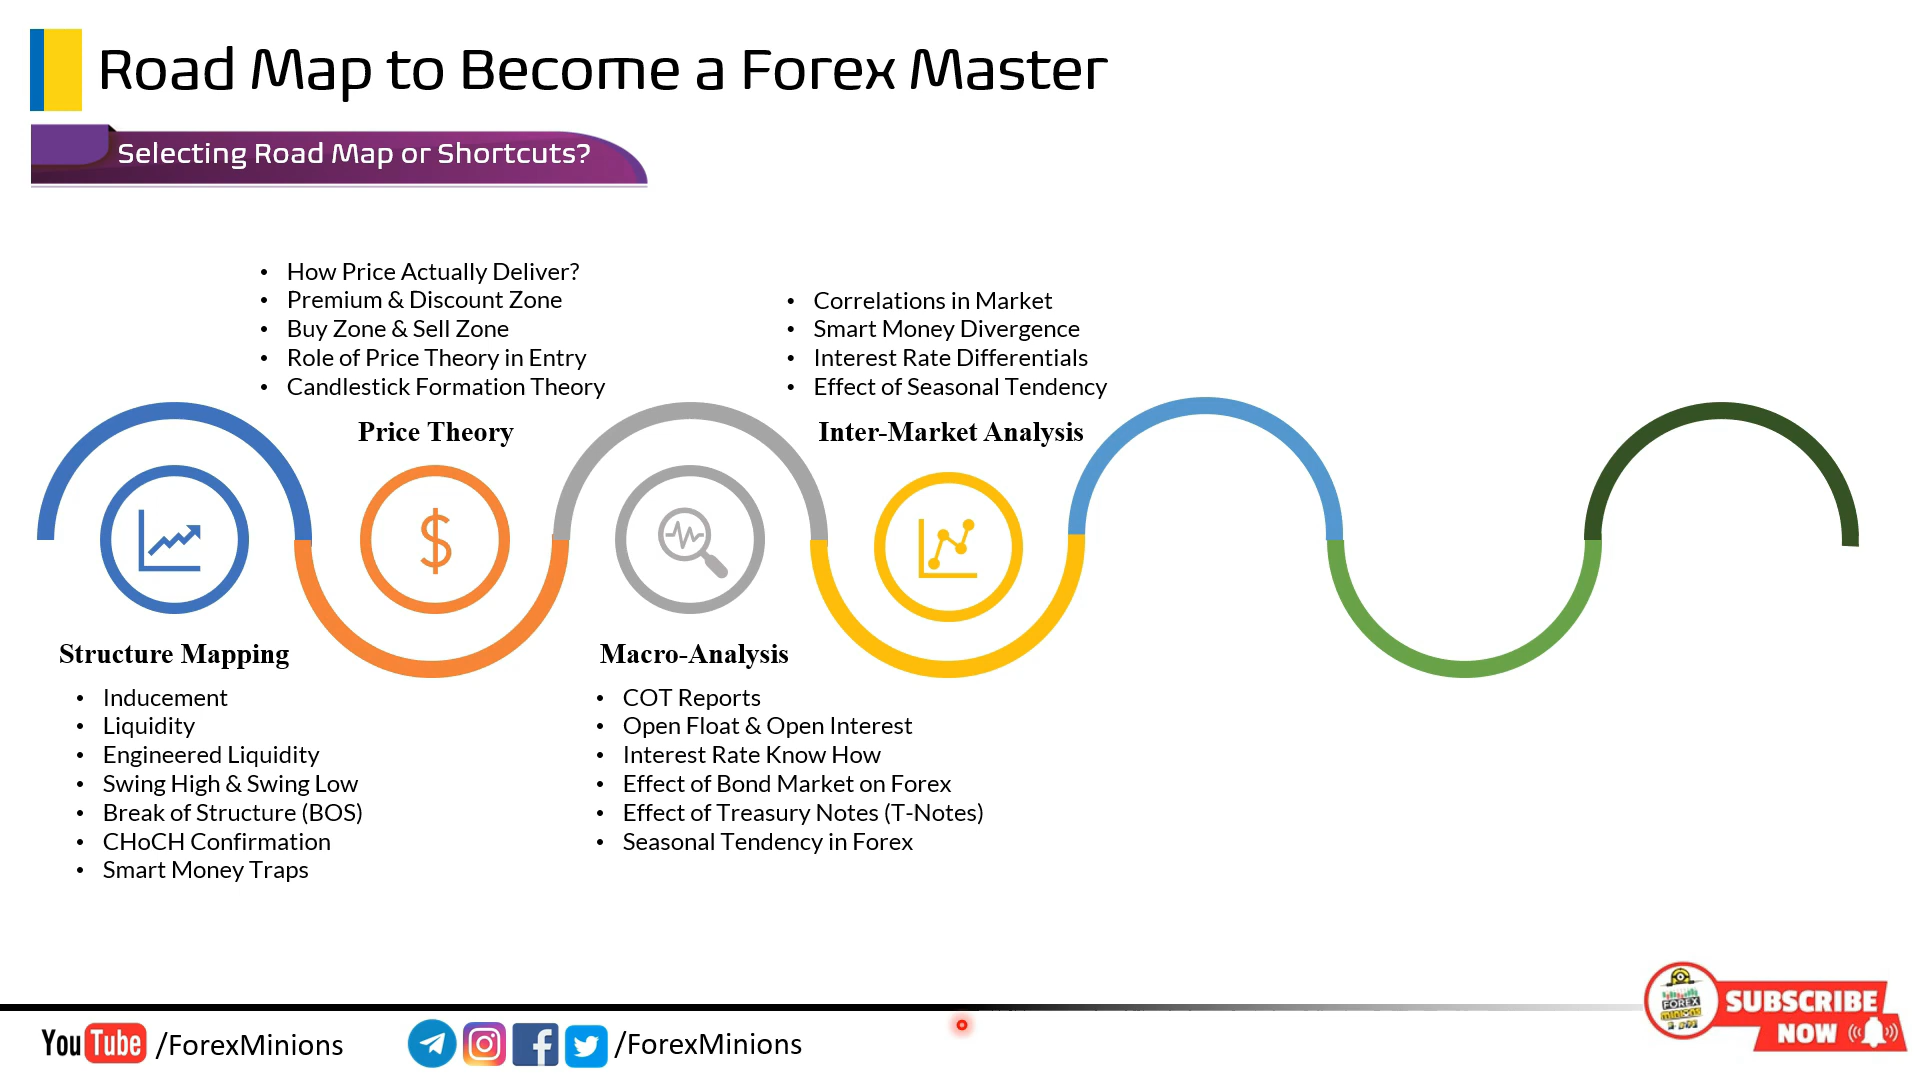 Road Map to Become a Forex Master
Selecting Road Map or Shortcuts?
• How Price Actually Deliver?
• Premium & Discount Zone
• Buy Zone & Sell Zone
• Role of Price Theory in Entry
• Candlestick Formation Theory
Price Theory
• Correlations in Market
• Smart Money Divergence
• Interest Rate Differentials
• Effect of Seasonal Tendency
Inter-Market Analysis
Structure Mapping
• Inducement
• Liquidity
• Engineered Liquidity
• Swing High & Swing Low
• Break of Structure (BOS)
• CHoCH Confirmation
• Smart Money Traps
Macro-Analysis
• COT Reports
• Open Float & Open Interest
• Interest Rate Know How
• Effect of Bond Market on Forex
• Effect of Treasury Notes (T-Notes)
• Seasonal Tendency in Forex
YouTube /ForexMinions
/ForexMinions
FOREX
MINIONS
SUBSCRIBE
NOW